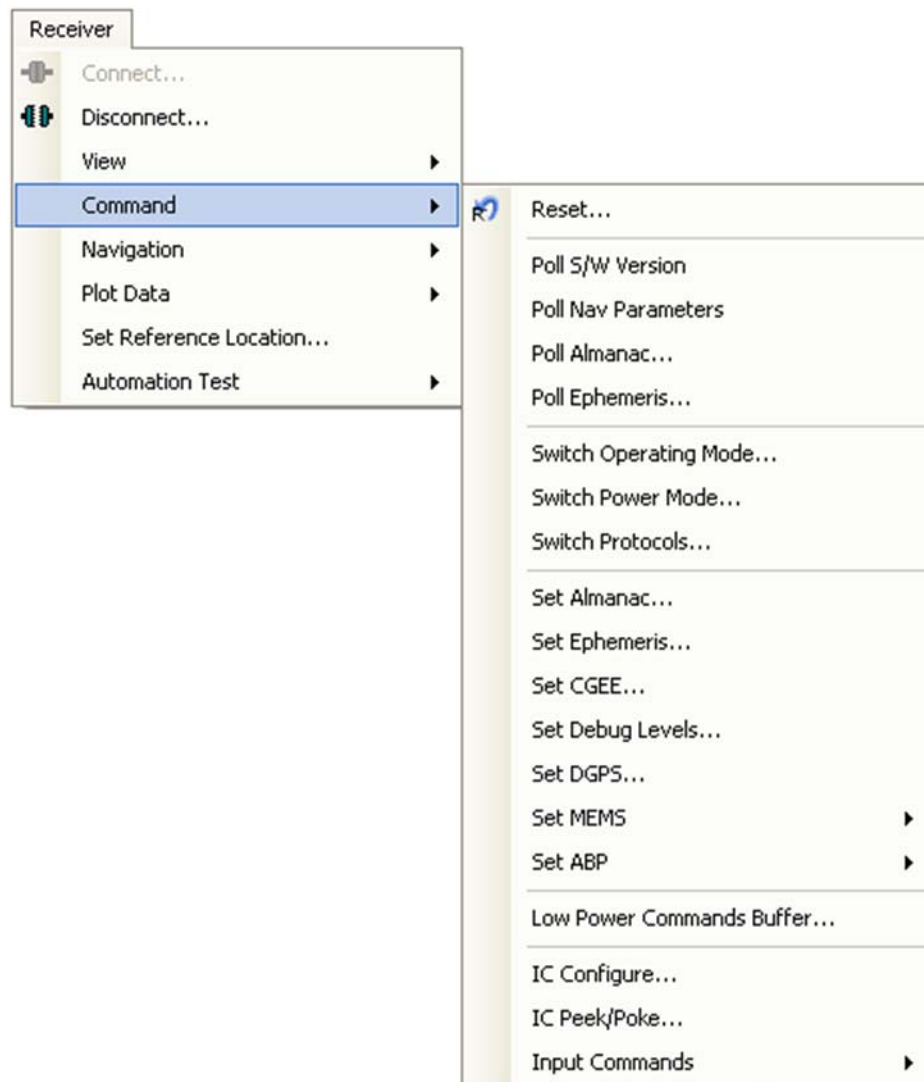 Receiver
Connect...
Disconnect...
View
Command
Navigation
Plot Data
Set Reference Location...
Automation Test
R
Reset...
Poll S/W Version
Poll Nav Parameters
Poll Almanac...
Poll Ephemeris...
Switch Operating Mode...
Switch Power Mode...
Switch Protocols...
Set Almanac...
Set Ephemeris...
Set CGEE...
Set Debug Levels...
Set DGPS...
Set MEMS
Set ABP
Low Power Commands Buffer...
IC Configure...
IC Peek/Poke...
Input Commands